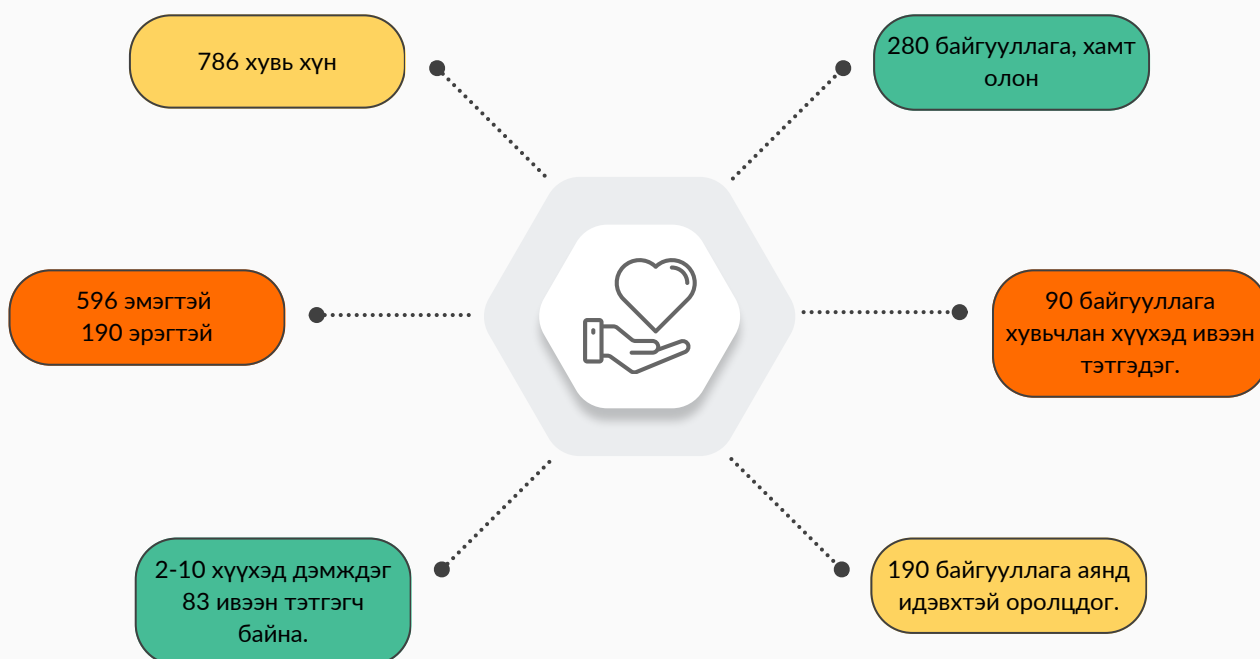 786 хувь хүн
280 байгууллага, хамт
олон
596 эмэгтэй
190 эрэгтэй
90 байгууллага
хувьчлан хүүхэд ивээн
тэтгэдэг.
2-10 хүүхэд дэмждэг
83 ивээн тэтгэгч
байна.
190 байгууллага аянд
идэвхтэй оролцдог.